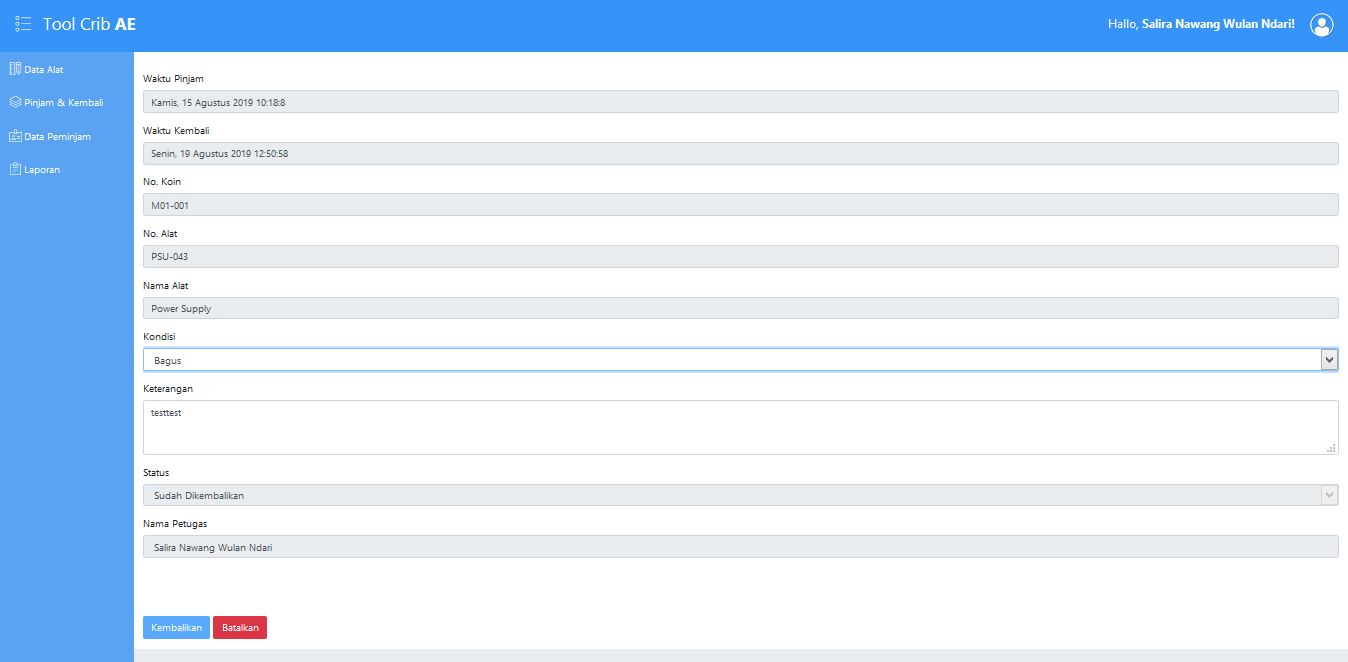 Tool Crib AE
Hallo, Salira Nawang Wulan Ndari!
Data Alat
Pinjam & Kembali
Data Peminjam
Laporan
Waktu Pinjam
Kamis, 15 Agustus 2019 10:18:8
Waktu Kembali
Senin, 19 Agustus 2019 12:50:58
No. Koin
M01-001
No. Alat
PSU-043
Nama Alat
Power Supply
Kondisi
Bagus
Keterangan
testtest
Status
Sudah Dikembalikan
Nama Petugas
Salira Nawang Wulan Ndari
Kembalikan
Batalkan